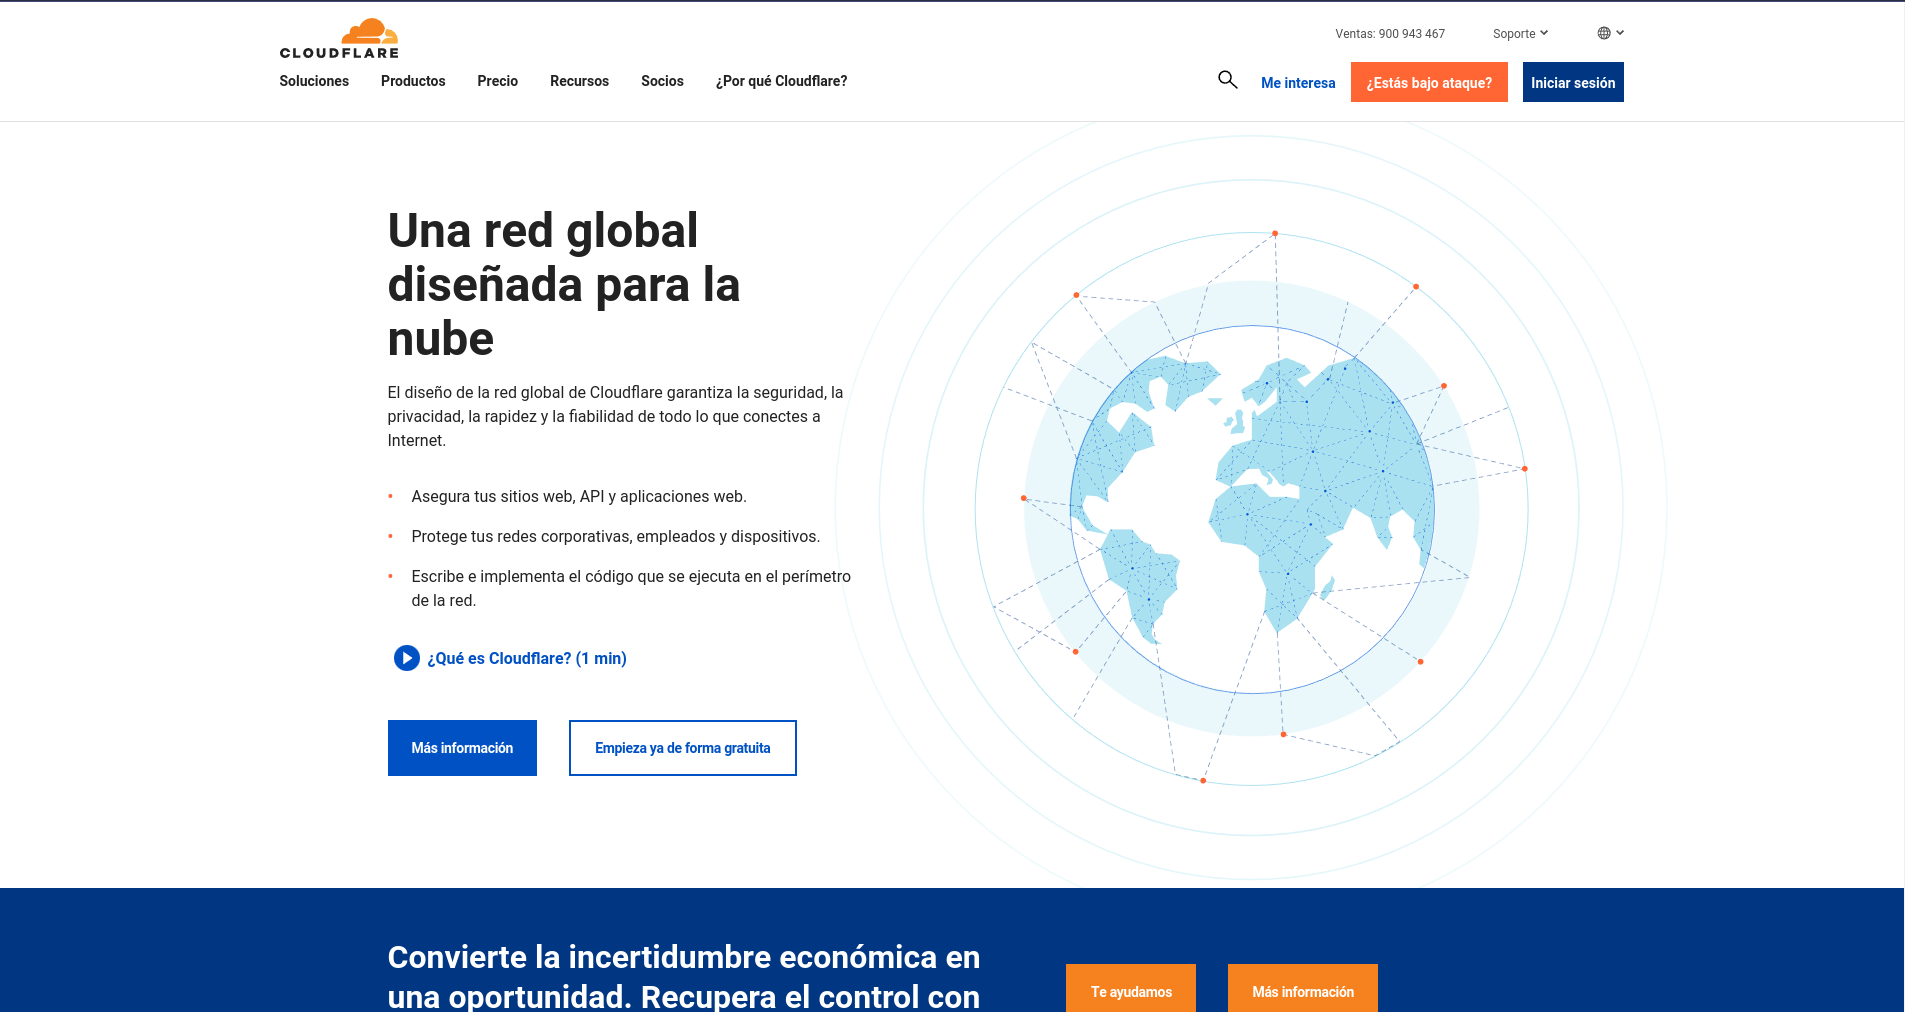 CLOUDFLARE
Ventas: 900 943 467
Soporte
Soluciones
Productos
Precio
Recursos
Socios
¿Por qué Cloudflare?
Me interesa
¿Estás bajo ataque?
Iniciar sesión
Una red global
diseñada para la
nube
El diseño de la red global de Cloudflare garantiza la seguridad, la
privacidad, la rapidez y la fiabilidad de todo lo que conectes a
Internet.
• Asegura tus sitios web, API y aplicaciones web.
• Protege tus redes corporativas, empleados y dispositivos.
• Escribe e implementa el código que se ejecuta en el perímetro
de la red.
¿Qué es Cloudflare? (1 min)
Más información
Empieza ya de forma gratuita
Convierte la incertidumbre económica en
una oportunidad. Recupera el control con
Te ayudamos
Más información